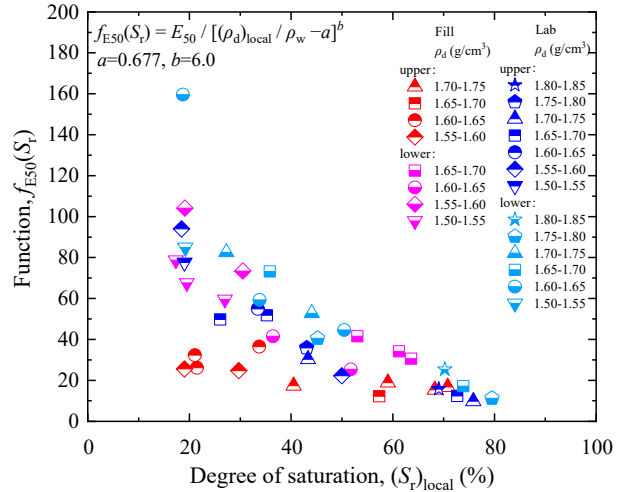 f_E50(S_r) = E_50 / [(ρ_d)_local / ρ_w −a]^b
a=0.677, b=6.0
Fill
ρ_d (g/cm³)
upper:
1.70-1.75
1.65-1.70
1.60-1.65
1.55-1.60
lower:
1.65-1.70
1.60-1.65
1.55-1.60
1.50-1.55
Lab
ρ_d (g/cm³)
upper:
1.80-1.85
1.75-1.80
1.70-1.75
1.65-1.70
1.60-1.65
1.55-1.60
1.50-1.55
lower:
1.80-1.85
1.75-1.80
1.70-1.75
1.65-1.70
1.60-1.65
1.50-1.55
Function, f_E50(S_r)
200
180
160
140
120
100
80
60
40
20
0
0 20 40 60 80 100
Degree of saturation, (S_r)_local (%)